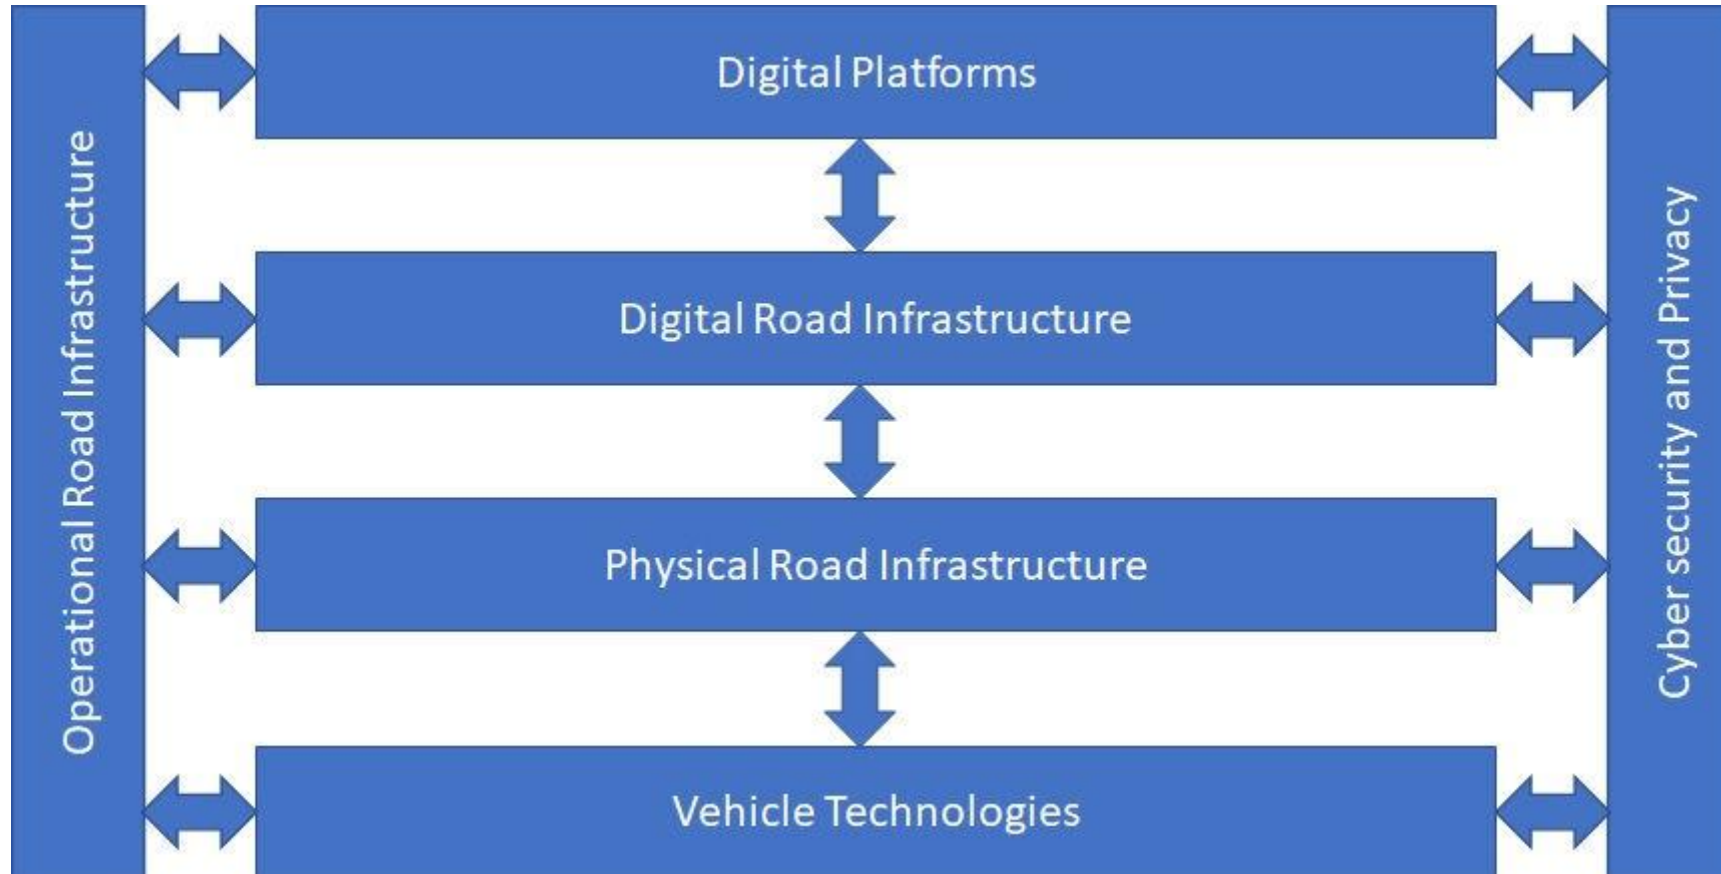 Operational Road Infrastructure
Digital Platforms
Digital Road Infrastructure
Physical Road Infrastructure
Vehicle Technologies
Cyber security and Privacy